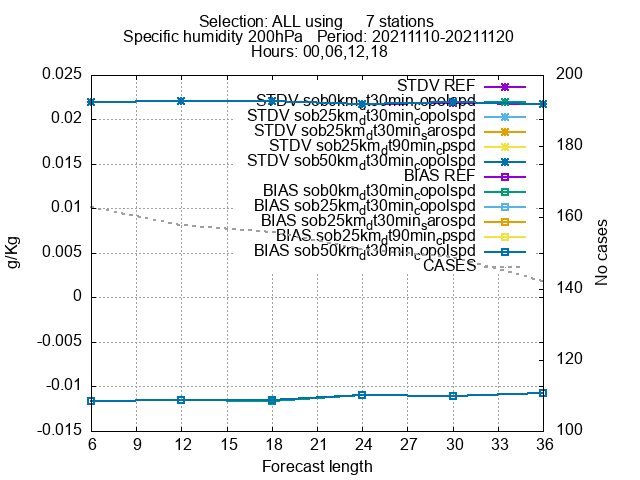 Selection: ALL using 7 stations
Specific humidity 200hPa Period: 20211110-20211120
Hours: 00,06,12,18
0.025
0.02
0.015
0.01
0.005
0
-0.005
-0.01
-0.015
g/Kg
200
180
160
140
120
100
No cases
STDV REF
STDV sob0km_dt30min_copolspd
STDV sob25km_dt30min_copolspd
STDV sob25km_dt30min_sarospd
STDV sob25km_dt90min_cpspd
STDV sob50km_dt30min_copolspd
BIAS REF
BIAS sob0km_dt30min_copolspd
BIAS sob25km_dt30min_copolspd
BIAS sob25km_dt30min_sarospd
BIAS sob25km_dt90min_cpspd
BIAS sob50km_dt30min_copolspd
CASES
6 9 12 15 18 21 24 27 30 33 36
Forecast length